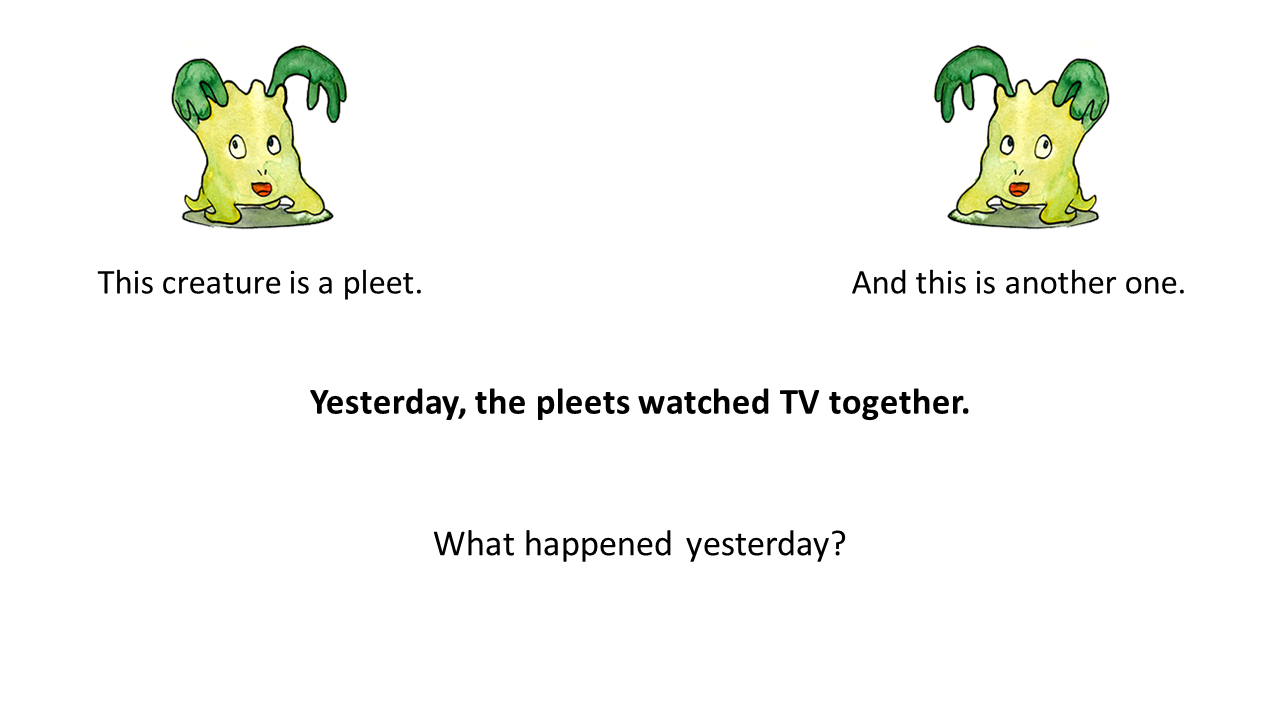 This creature is a pleet.
And this is another one.
Yesterday, the pleets watched TV together.
What happened yesterday?